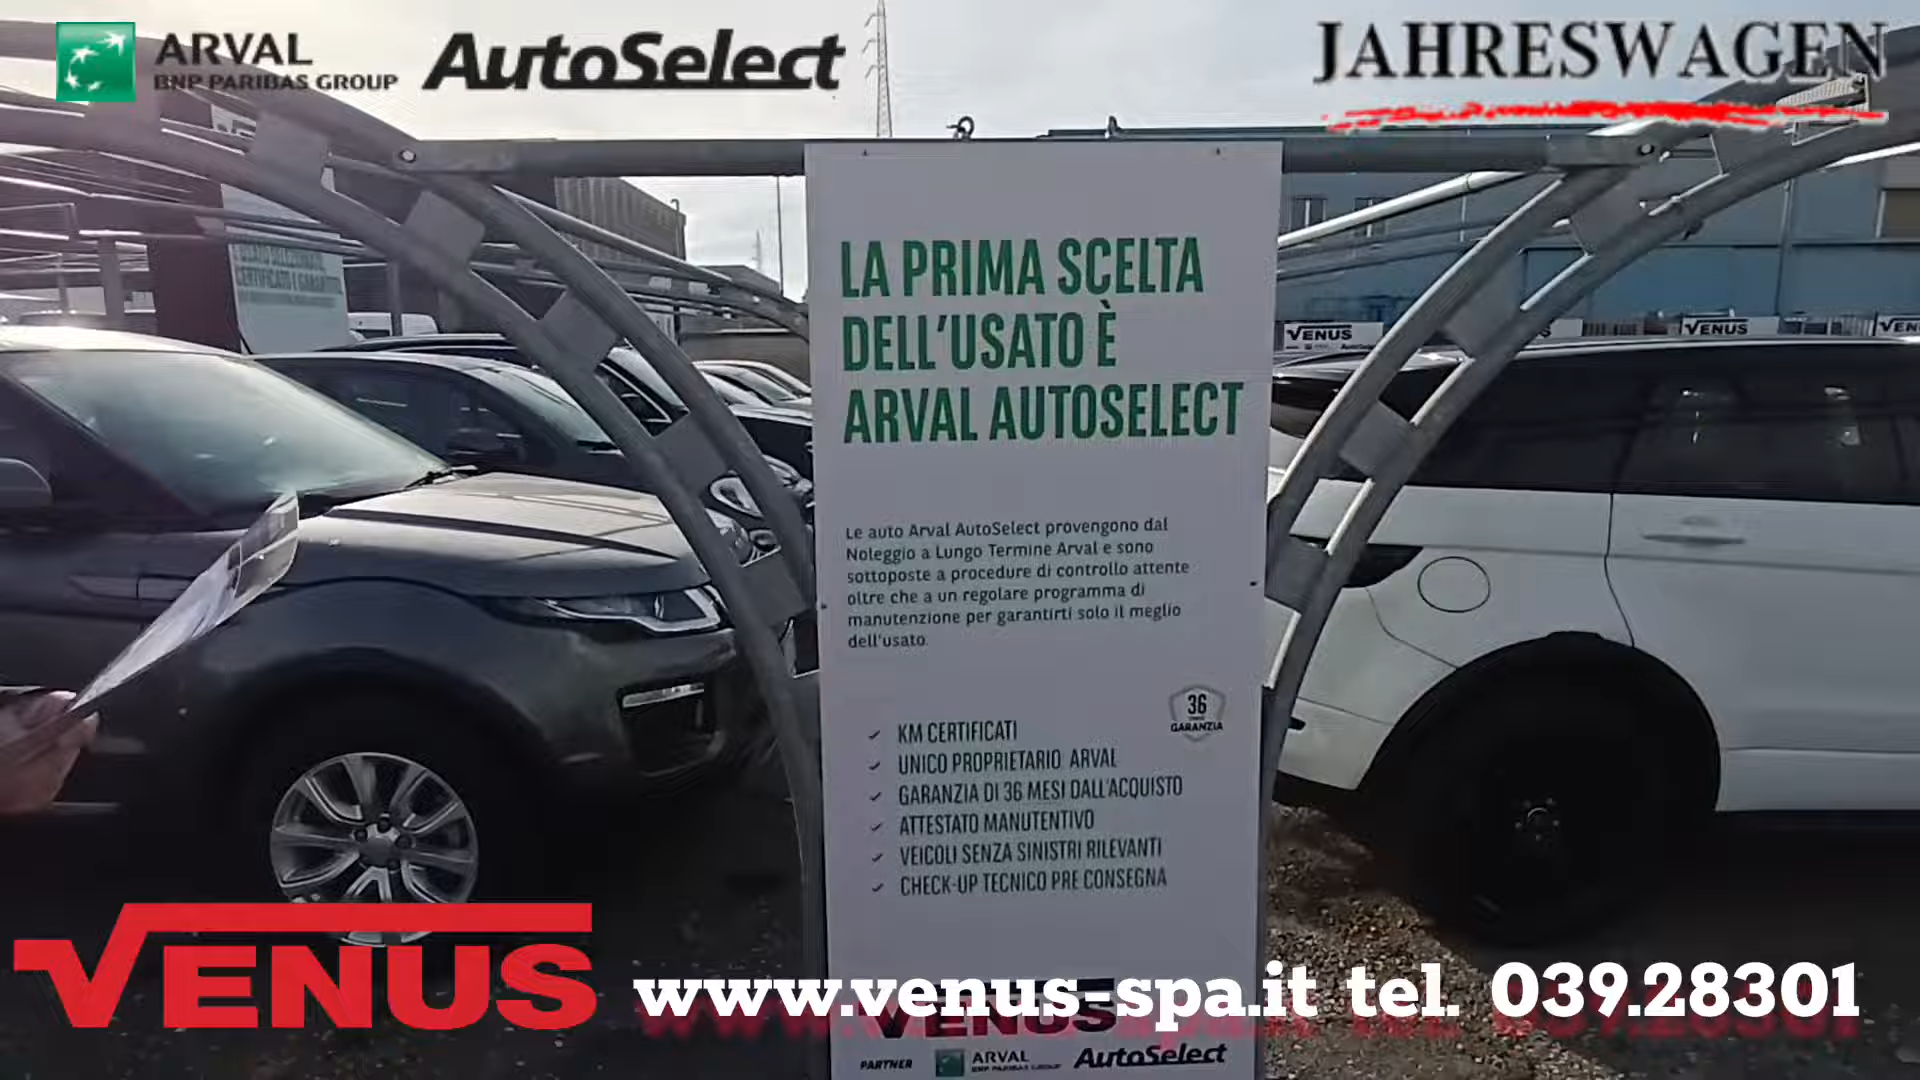 ARVAL
BNP PARIBAS GROUP
AutoSelect
JAHRESWAGEN
CERTIFICATO E GARANTITO
LA PRIMA SCELTA
DELL'USATO È
ARVAL AUTOSELECT
VENUS
VENUS
Le auto Arval AutoSelect provengono dal
Noleggio a Lungo Termine Arval e sono
sottoposte a procedure di controllo attente
oltre che a un regolare programma di
manutenzione per garantirti solo il meglio
dell'usato.
36
GARANZIA
KM CERTIFICATI
UNICO PROPRIETARIO ARVAL
GARANZIA DI 36 MESI DALL'ACQUISTO
ATTESTATO MANUTENTIVO
VEICOLI SENZA SINISTRI RILEVANTI
CHECK-UP TECNICO PRE CONSEGNA
VENUS
www.venus-spa.it tel. 039.28301
VENUS
PARTNER
ARVAL
BNP PARIBAS GROUP
AutoSelect